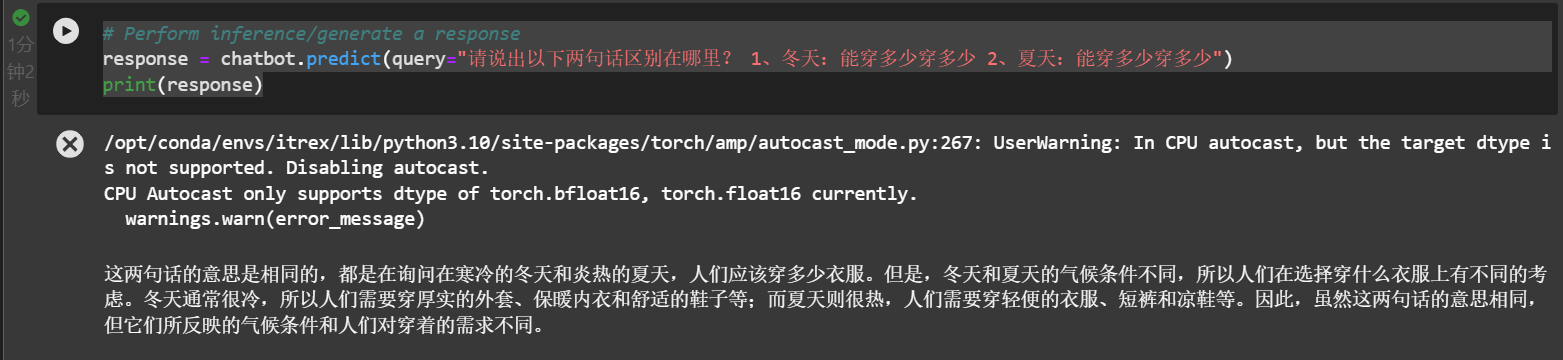 # Perform inference/generate a response
1分
response = chatbot.predict(query="请说出以下两句话区别在哪里？ 1、冬天：能穿多少穿多少 2、夏天：能穿多少穿多少")
钟2
print(response)
秒
/opt/conda/envs/itrex/lib/python3.10/site-packages/torch/amp/autocast_mode.py:267: UserWarning: In CPU autocast, but the target dtype i
s not supported. Disabling autocast.
CPU Autocast only supports dtype of torch.bfloat16, torch.float16 currently.
warnings.warn(error_message)
这两句话的意思是相同的，都是在询问在寒冷的冬天和炎热的夏天，人们应该穿多少衣服。但是，冬天和夏天的气候条件不同，所以人们在选择穿什么衣服上有不同的考
虑。冬天通常很冷，所以人们需要穿厚实的外套、保暖内衣和舒适的鞋子等；而夏天则很热，人们需要穿轻便的衣服、短裤和凉鞋等。因此，虽然这两句话的意思相同，
但它们所反映的气候条件和人们对穿着的需求不同。